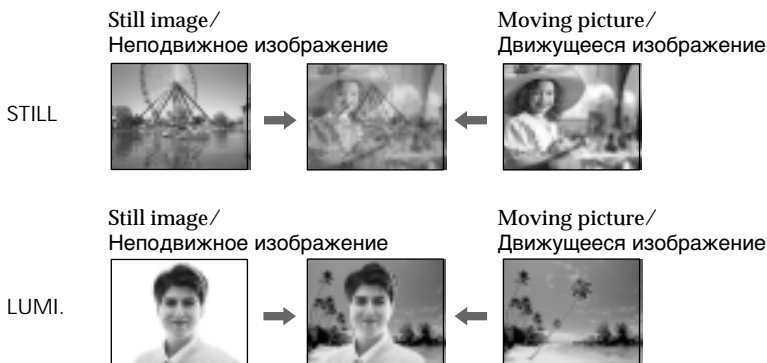 Still image/
Неподвижное изображение
Moving picture/
Движущееся изображение
STILL
Still image/
Неподвижное изображение
Moving picture/
Движущееся изображение
LUMI.